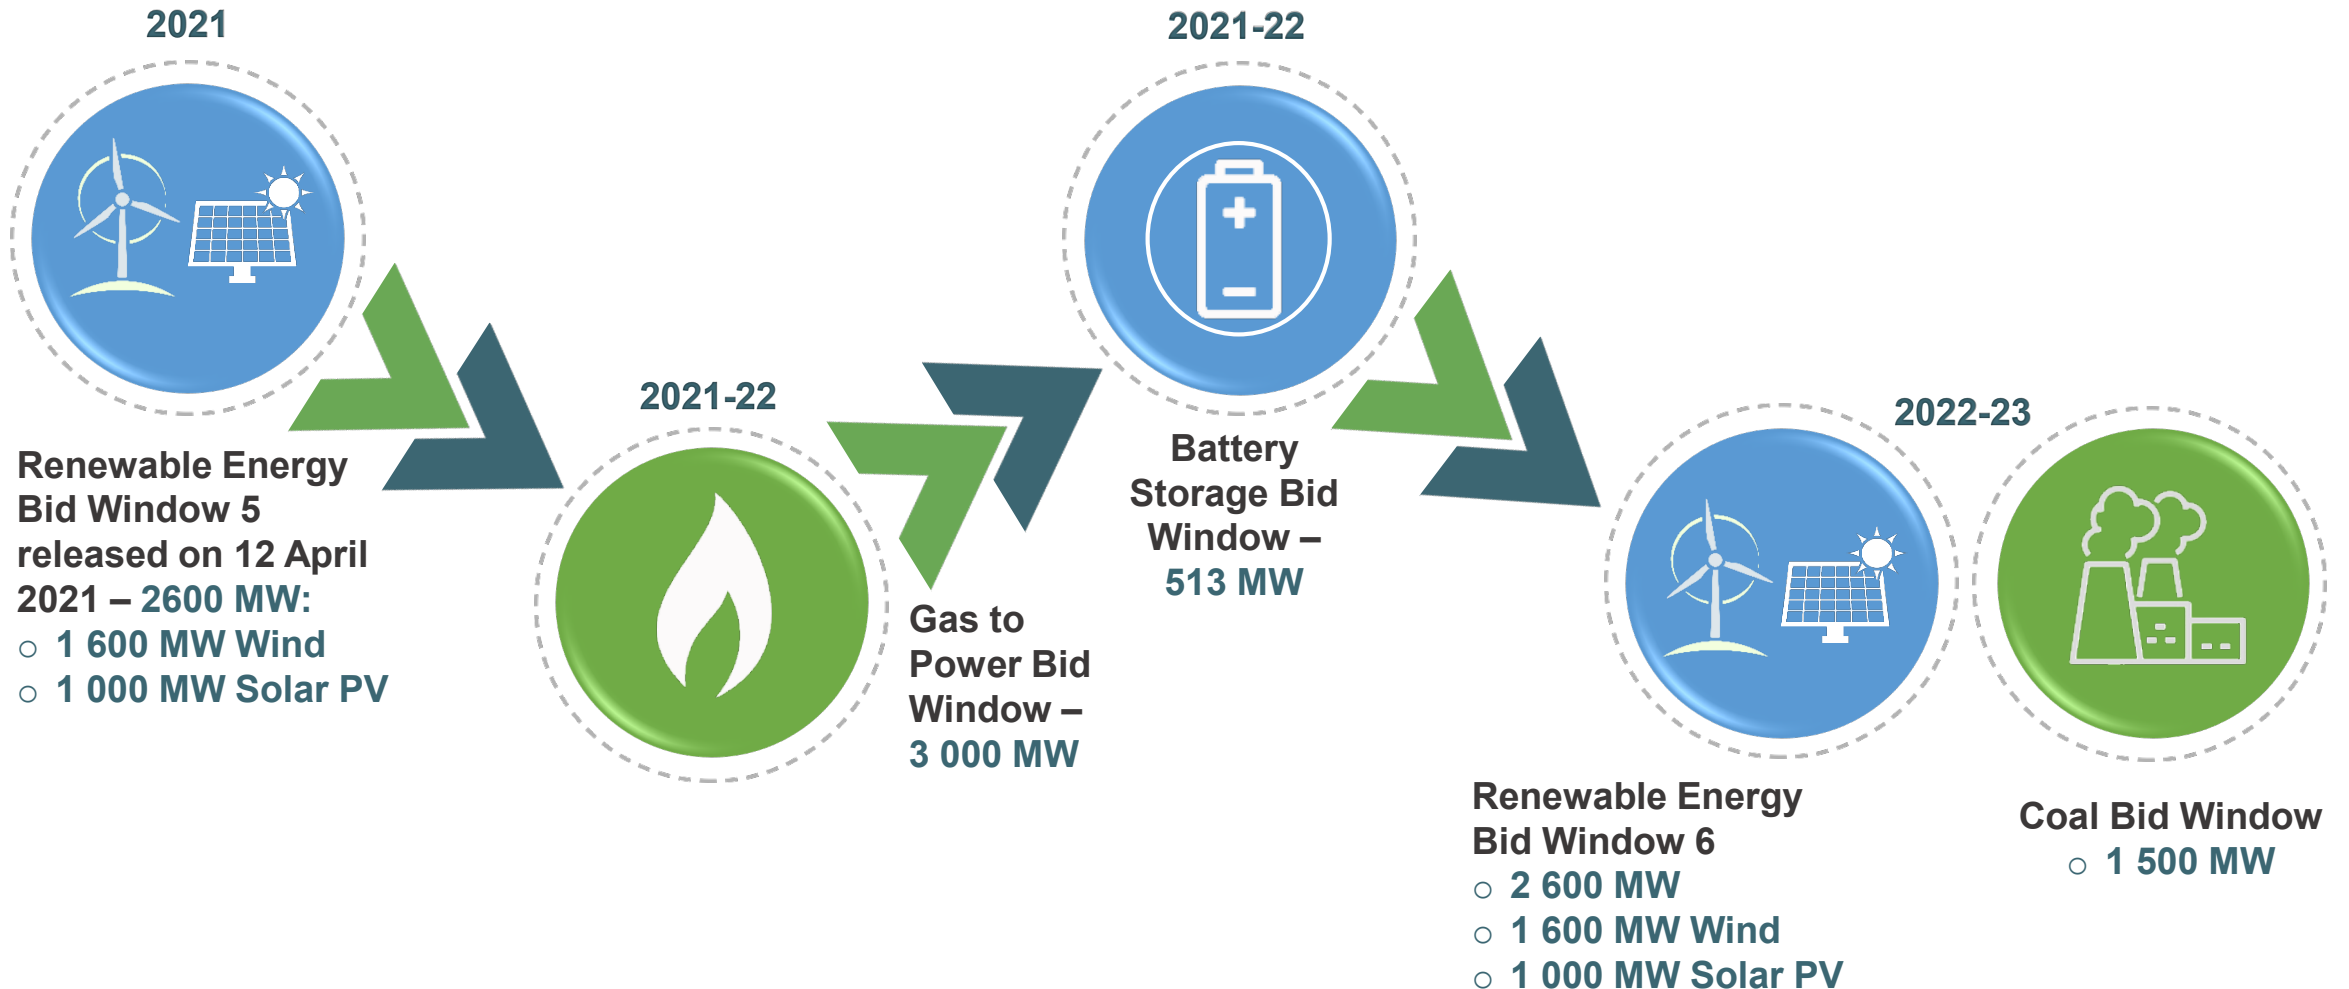 2021
Renewable Energy
Bid Window 5
released on 12 April
2021 – 2600 MW:
o 1 600 MW Wind
o 1 000 MW Solar PV
2021-22
Gas to
Power Bid
Window –
3 000 MW
2021-22
Battery
Storage Bid
Window –
513 MW
2022-23
Renewable Energy
Bid Window 6
o 2 600 MW
o 1 600 MW Wind
o 1 000 MW Solar PV
Coal Bid Window
o 1 500 MW